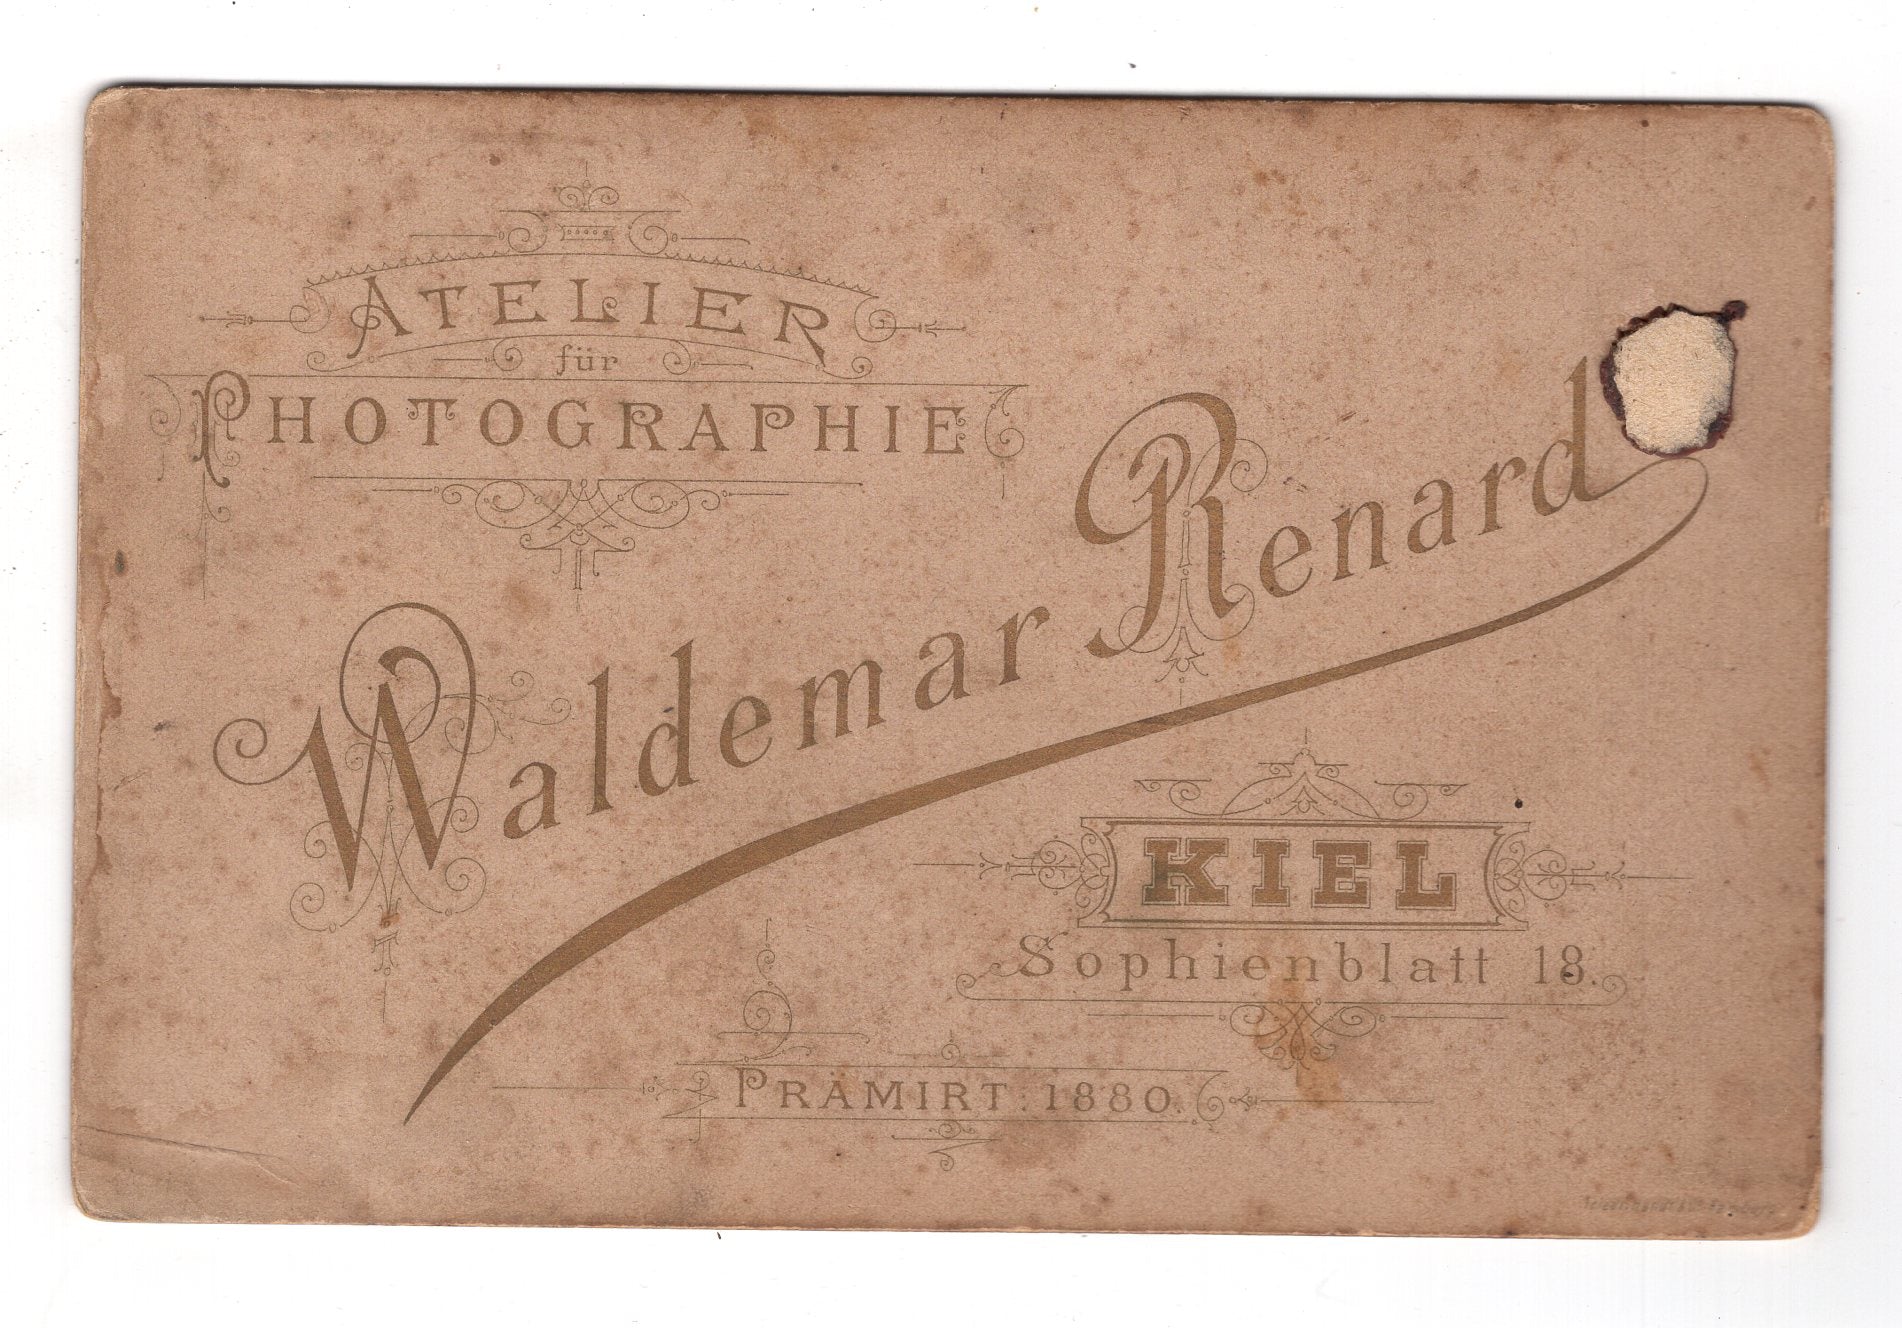 ATELIER
für
PHOTOGRAPHIE
Waldemar Renard
KIEL
Sophienblatt 18.
PRÄMIRT: 1880.